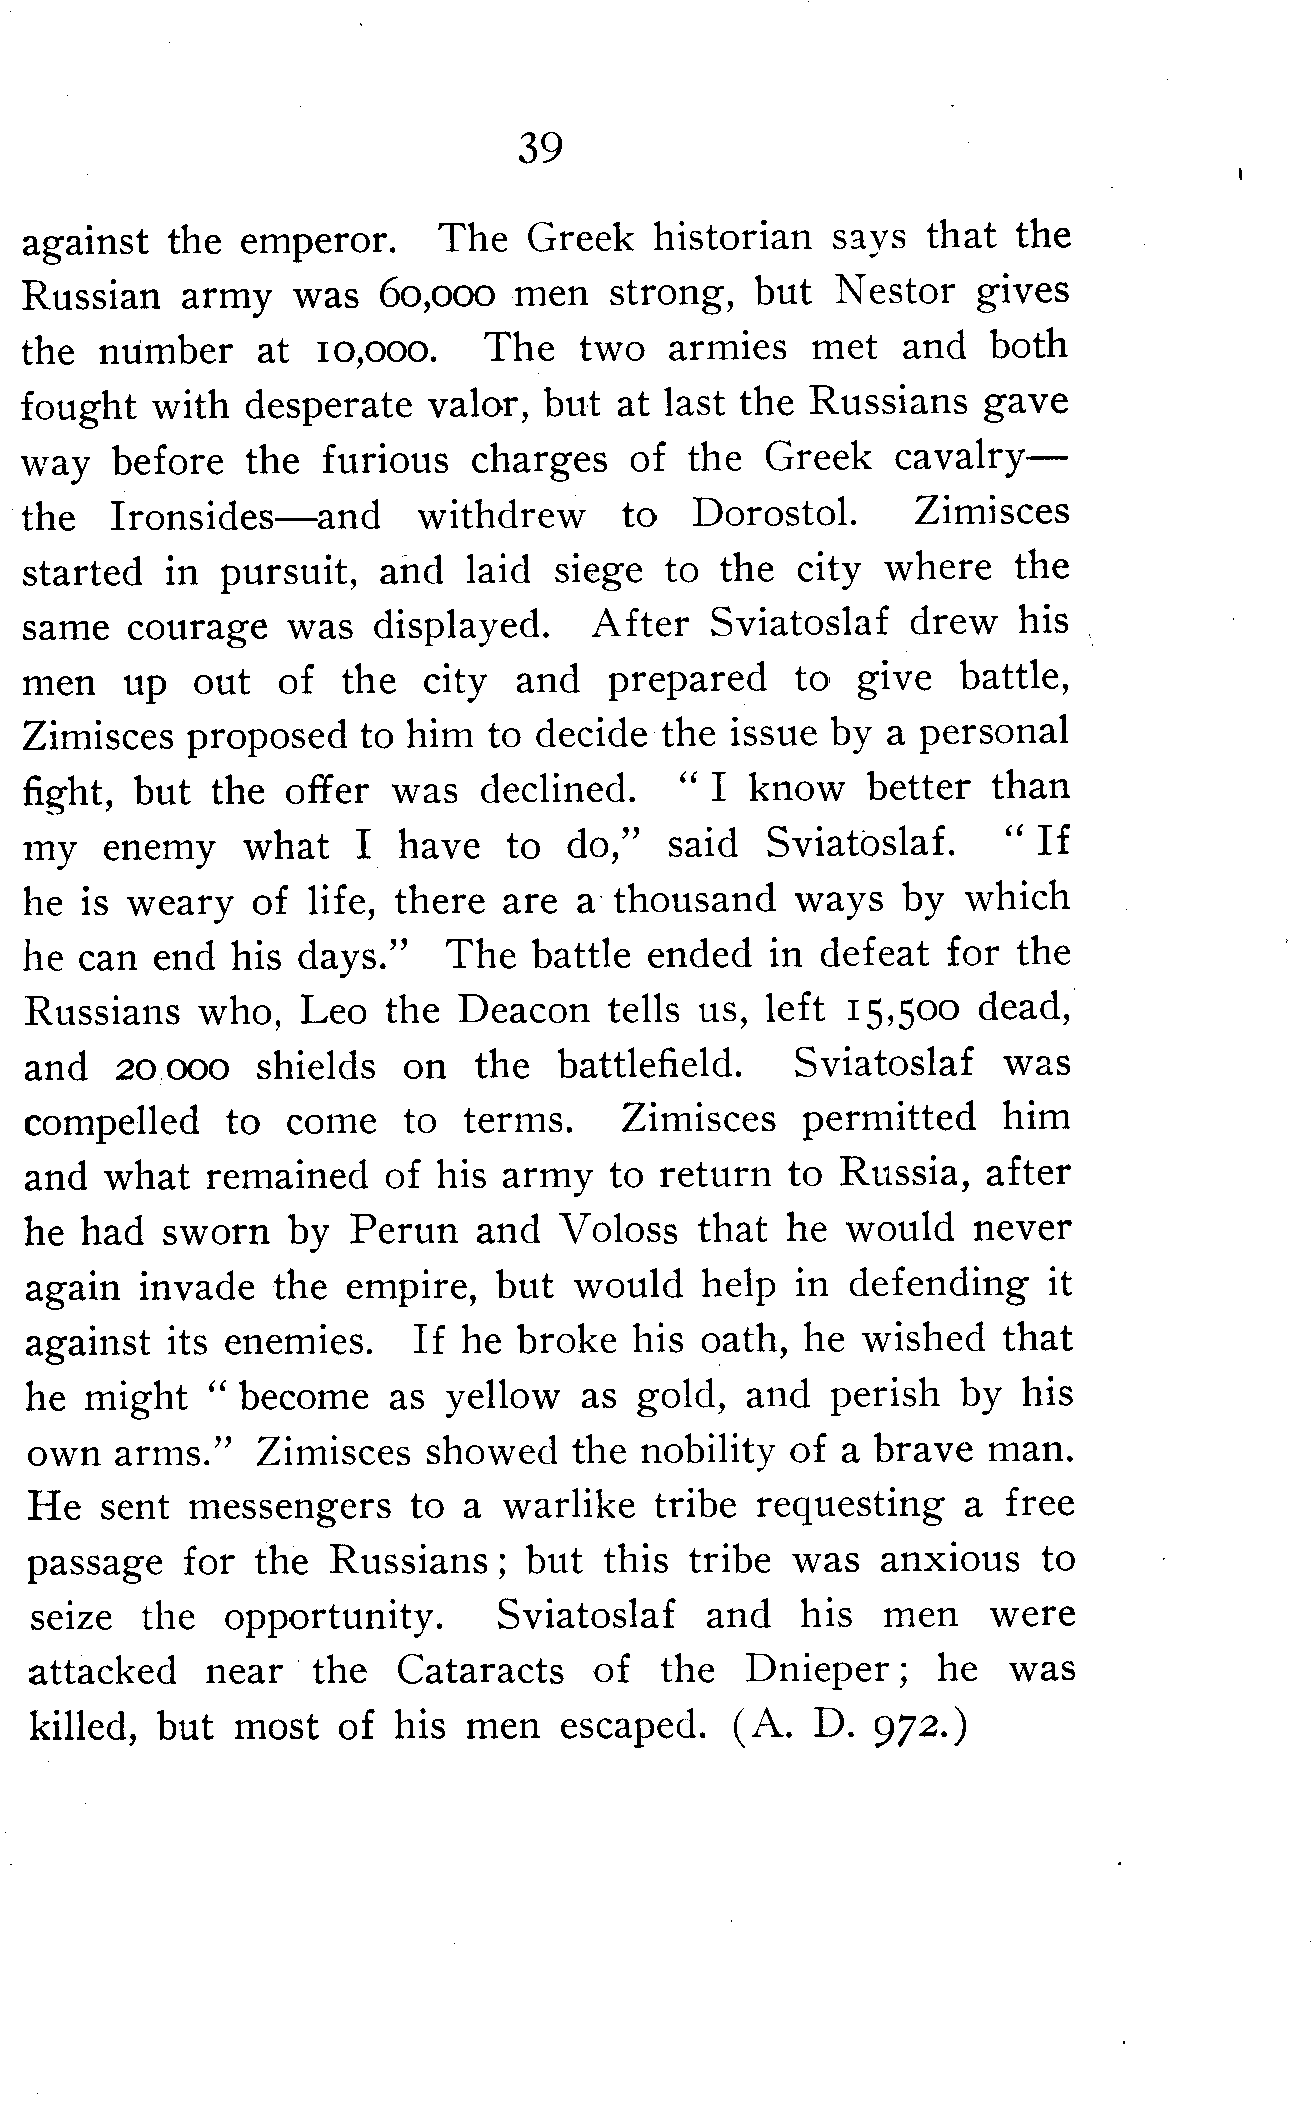 39
against the emperor. The Greek historian says that the
Russian army was 60,000 men strong, but Nestor gives
the number at 10,000. The two armies met and both
fought with desperate valor, but at last the Russians gave
way before the furious charges of the Greek cavalry—
the Ironsides—and withdrew to Dorostol. Zimisces
started in pursuit, and laid siege to the city where the
same courage was displayed. After Sviatoslaf drew his
men up out of the city and prepared to give battle,
Zimisces proposed to him to decide the issue by a personal
fight, but the offer was declined. “ I know better than
my enemy what I have to do,” said Sviatoslaf. “ If
he is weary of life, there are a thousand ways by which
he can end his days.” The battle ended in defeat for the
Russians who, Leo the Deacon tells us, left 15,500 dead,
and 20.000 shields on the battlefield. Sviatoslaf was
compelled to come to terms. Zimisces permitted him
and what remained of his army to return to Russia, after
he had sworn by Perun and Voloss that he would never
again invade the empire, but would help in defending it
against its enemies. If he broke his oath, he wished that
he might “ become as yellow as gold, and perish by his
own arms.” Zimisces showed the nobility of a brave man.
He sent messengers to a warlike tribe requesting a free
passage for the Russians ; but this tribe was anxious to
seize the opportunity. Sviatoslaf and his men were
attacked near the Cataracts of the Dnieper ; he was
killed, but most of his men escaped. (A. D. 972.)